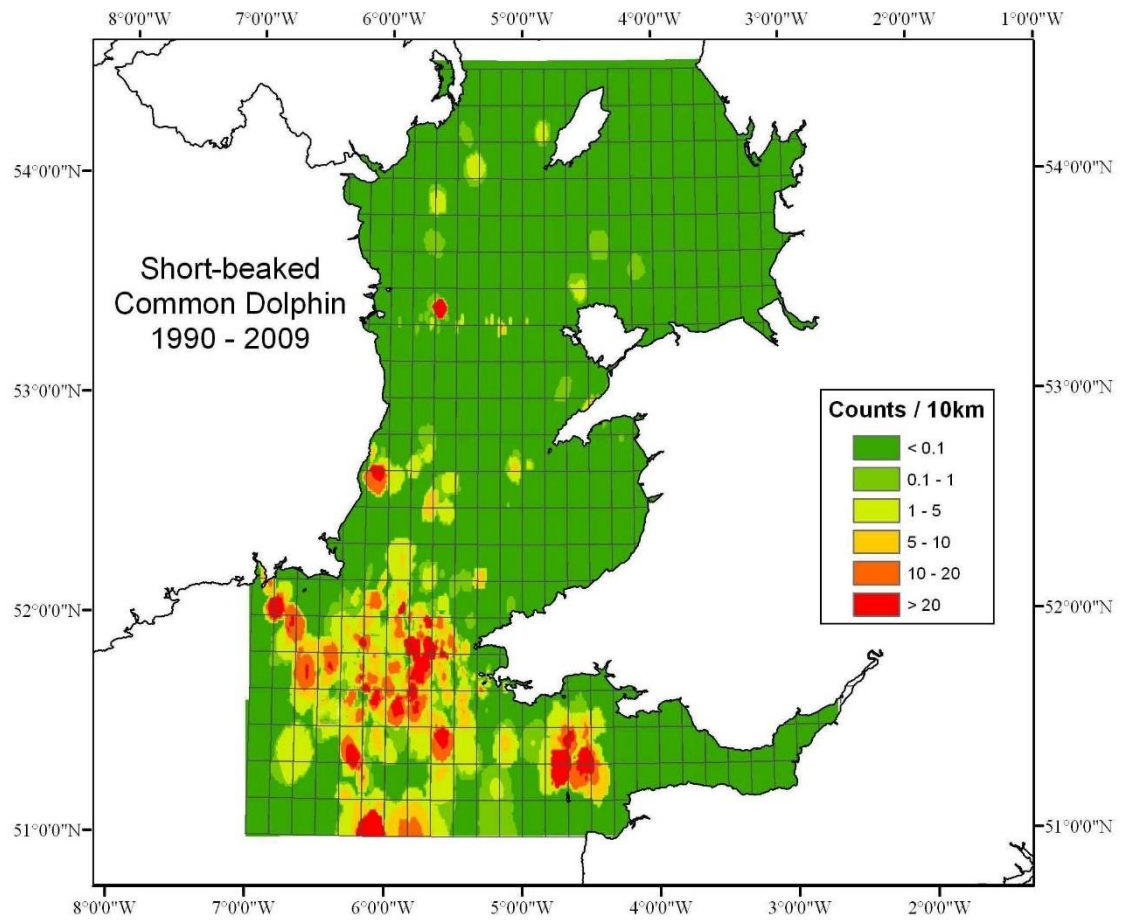 8°0'0"W 7°0'0"W 6°0'0"W 5°0'0"W 4°0'0"W 3°0'0"W 2°0'0"W 1°0'0"W
54°0'0"N 54°0'0"N
Short-beaked
Common Dolphin
1990 - 2009
53°0'0"N 53°0'0"N
Counts / 10km
< 0.1
0.1 - 1
1 - 5
5 - 10
10 - 20
> 20
52°0'0"N 52°0'0"N
51°0'0"N 51°0'0"N
8°0'0"W 7°0'0"W 6°0'0"W 5°0'0"W 4°0'0"W 3°0'0"W 2°0'0"W